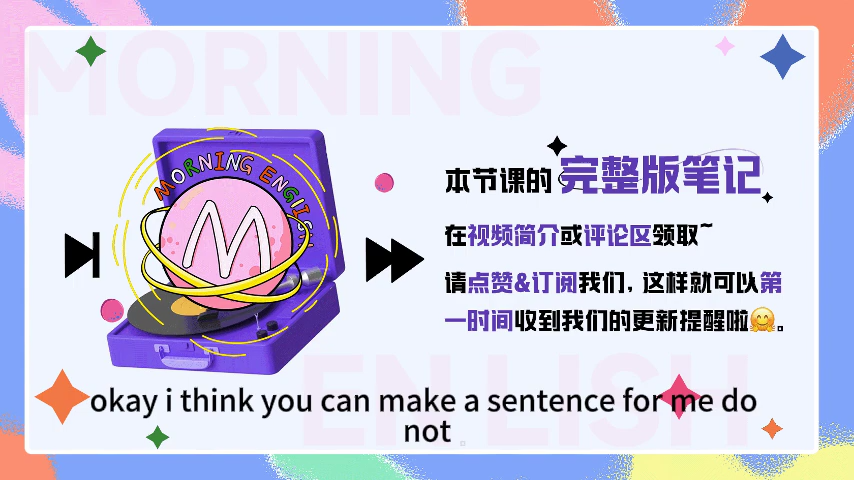 MORNING
MORNING ENGLISH
M
本节课的 完整版笔记
在视频简介或评论区领取~
请点赞&订阅我们，这样就可以第
一时间收到我们的更新提醒啦🤗。
ENGLISH
okay i think you can make a sentence for me do
not